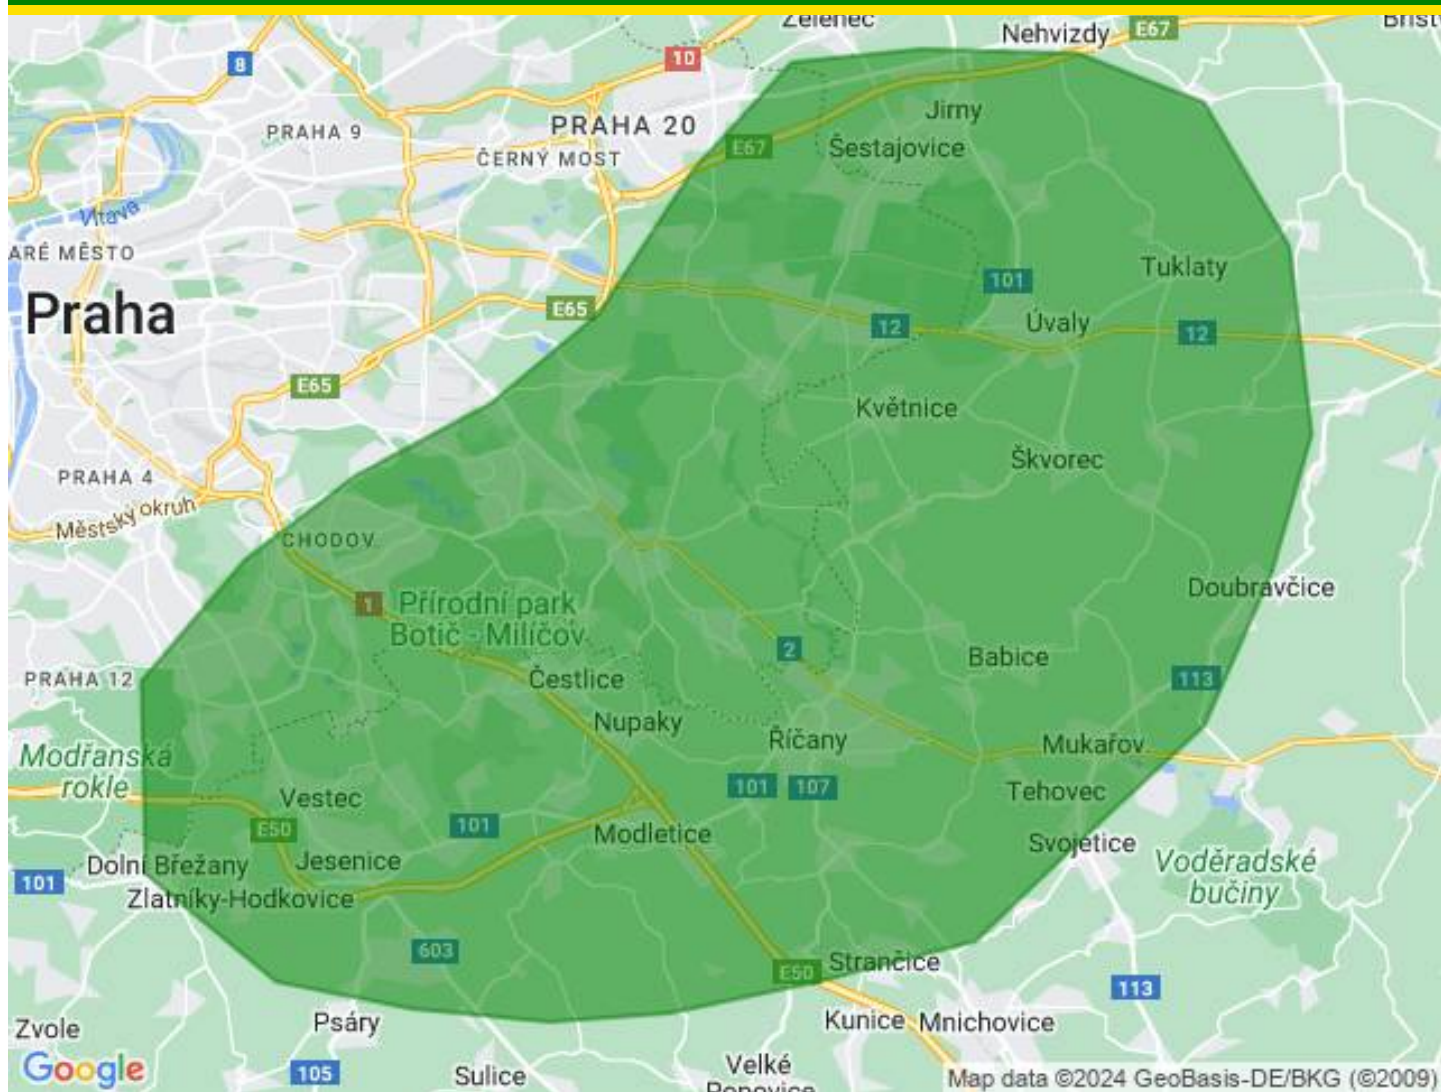 Zeleneč
Nehvizdy
E67
8
10
Jirny
PRAHA 9
PRAHA 20
ČERNÝ MOST
E67
Šestajovice
Vltava
ARÉ MĚSTO
Tuklaty
101
Praha
E65
12
Úvaly
12
E65
Květnice
Škvorec
PRAHA 4
Městský okruh
CHODOV
Doubravčice
1
Přírodní park
Botič - Milíčov
2
Babice
PRAHA 12
Čestlice
113
Nupaky
Říčany
Mukařov
Modřanská
rokle
Vestec
101
107
Tehovec
E50
101
Modletice
Svojetice
Dolní Břežany
Jesenice
Voděradské
bučiny
101
Zlatníky-Hodkovice
603
E50
Strančice
113
Zvole
Psáry
Kunice
Mnichovice
Google
105
Sulice
Velké
Popovice
Map data ©2024 GeoBasis-DE/BKG (©2009)